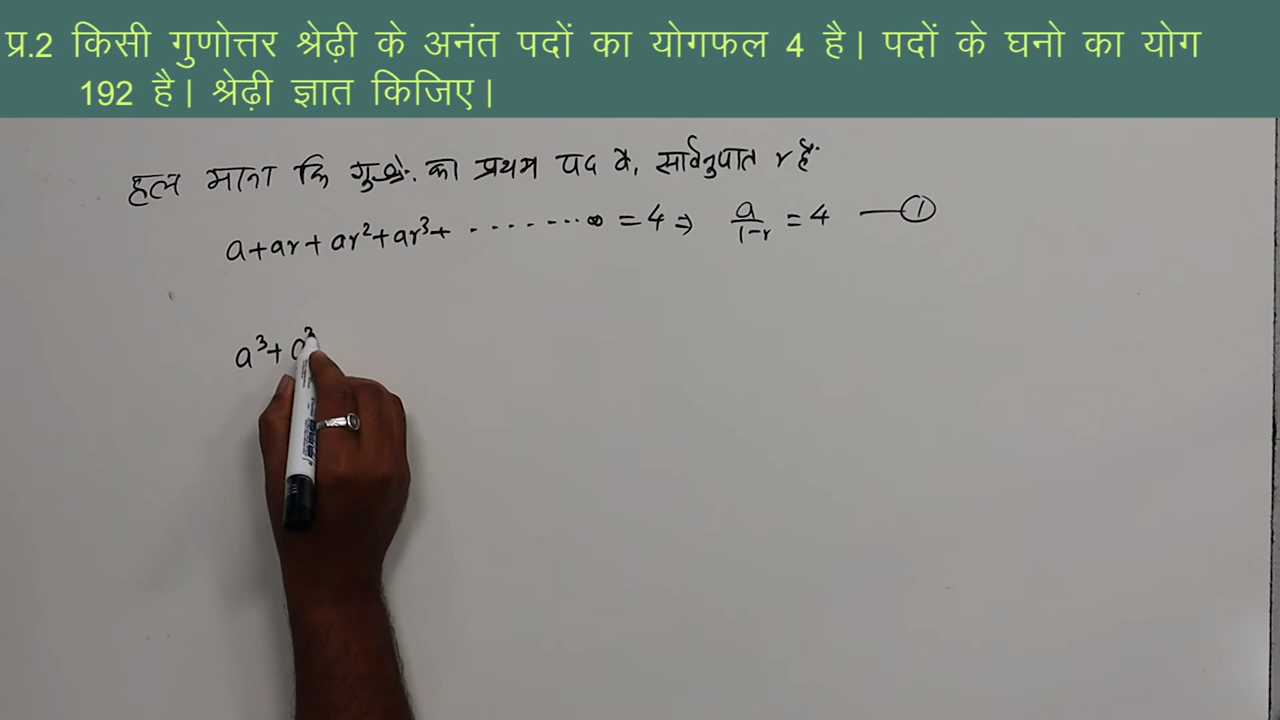 प्र.2 किसी गुणोत्तर श्रेढ़ी के अनंत पदों का योगफल 4 है। पदों के घनो का योग
192 है। श्रेढ़ी ज्ञात किजिए।
हल माना कि गु.श्रे. का प्रथम पद a, सार्वनुपात r है
a+ar+ar²+ar³+ ........∞ =4⇒ a/1-r = 4 —①
a³+a³